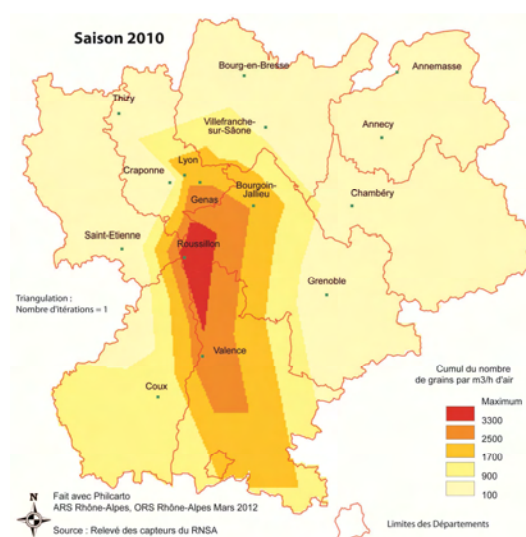 Saison 2010
Bourg-en-Bresse
Annemasse
Thizy
Annecy
Villefranche-
sur-Sâone
Lyon
Craponne
Bourgoin-
Jallieu
Genas
Chambéry
Saint-Etienne
Roussillon
Grenoble
Triangulation :
Nombre d'itérations = 1
Valence
Coux
Cumul du nombre
de grains par m3/h d'air
Maximum
3300
2500
1700
900
100
N
Fait avec Philcarto
ARS Rhône-Alpes, ORS Rhône-Alpes Mars 2012
Source : Relevé des capteurs du RNSA
Limites des Départements